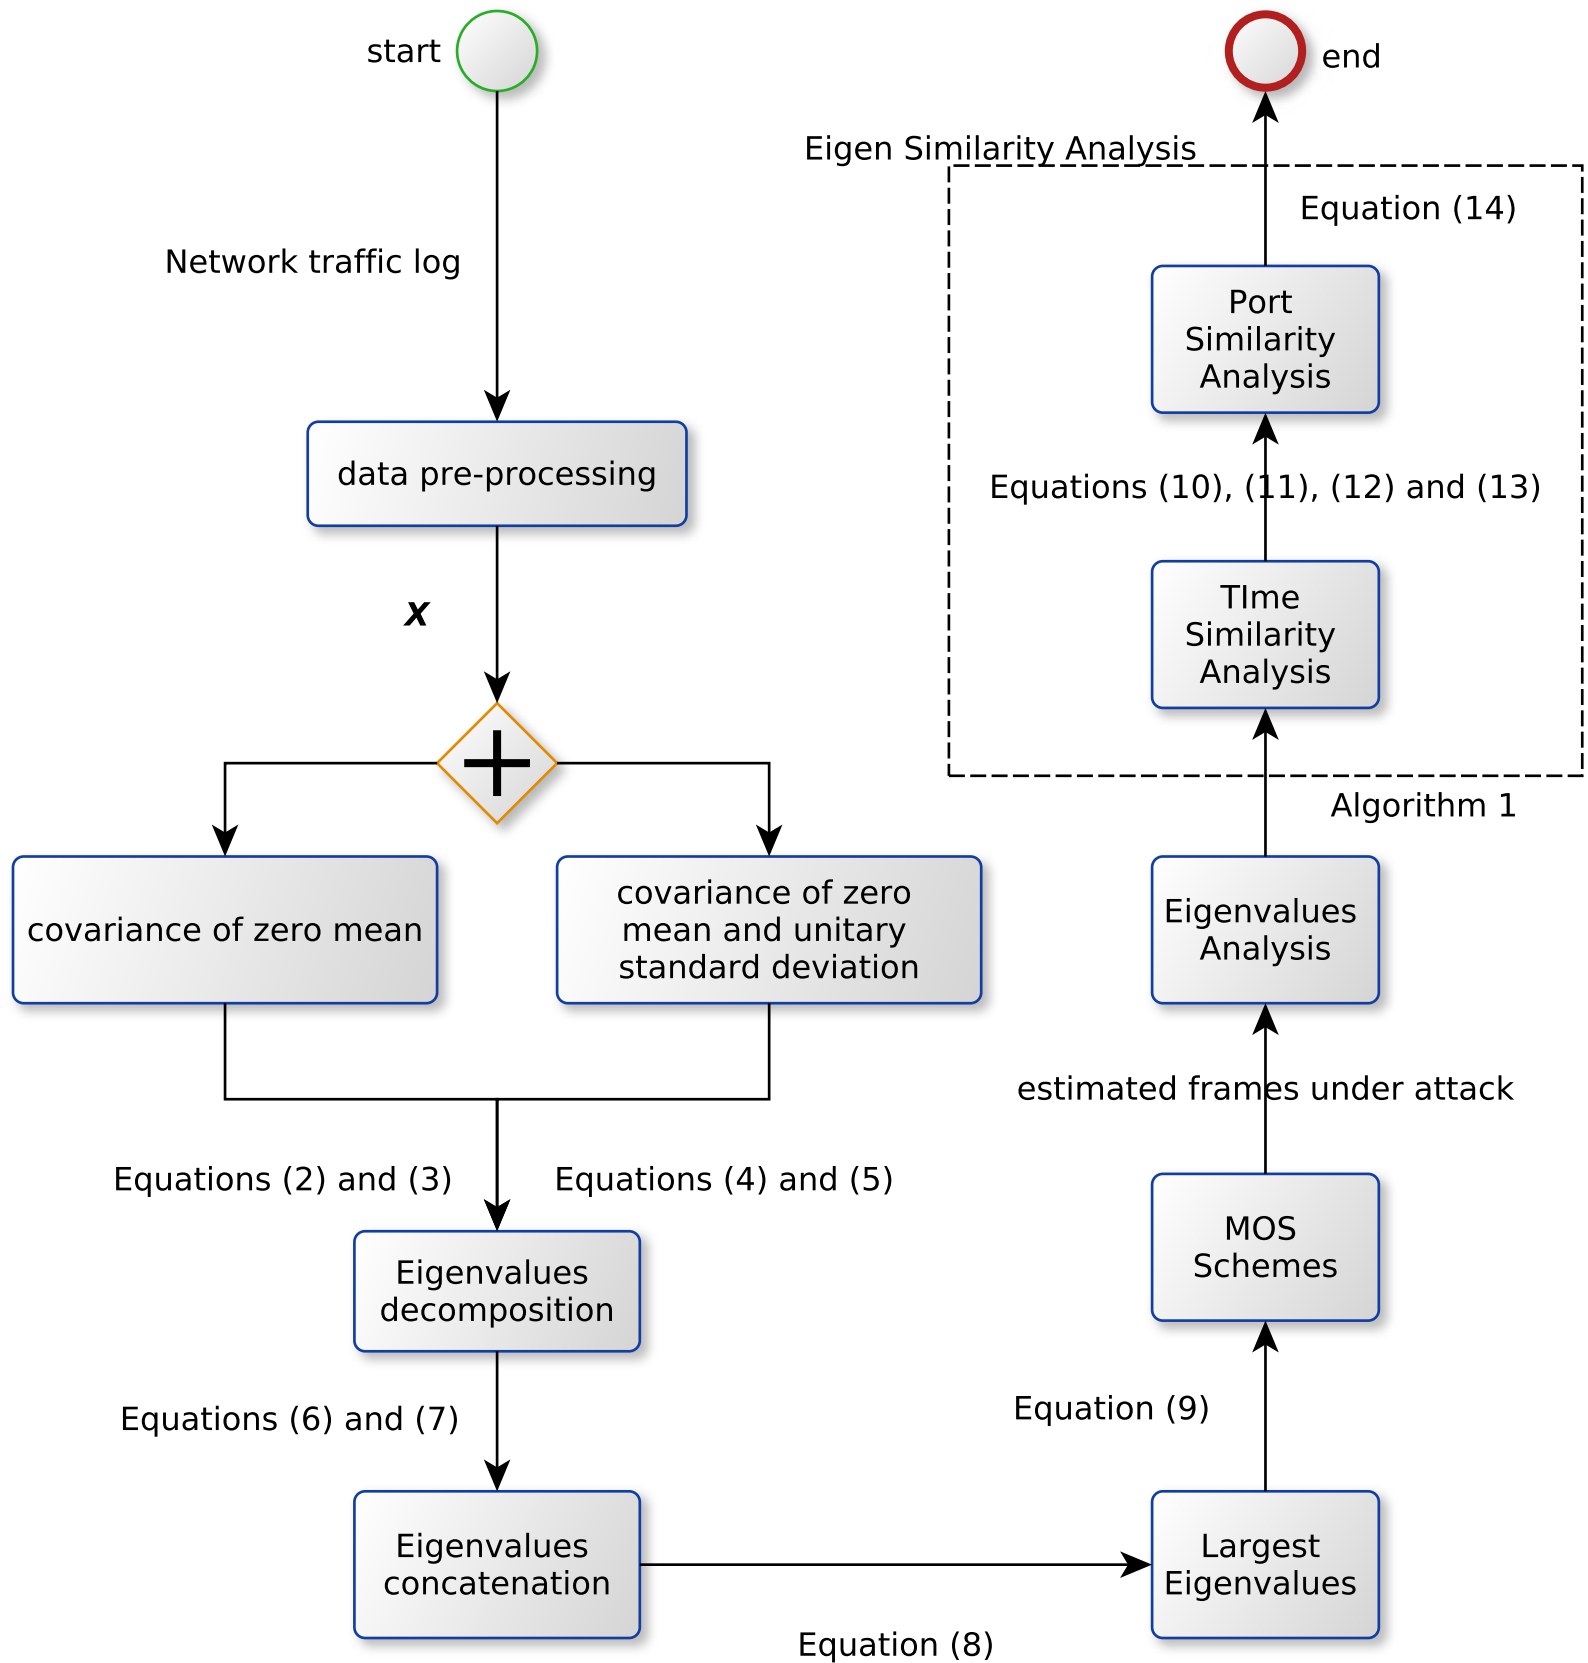 start
Network traffic log
data pre-processing
x
covariance of zero mean
covariance of zero
mean and unitary
standard deviation
Equations (2) and (3)
Equations (4) and (5)
Eigenvalues
decomposition
Equations (6) and (7)
Eigenvalues
concatenation
Equation (8)
Largest
Eigenvalues
Equation (9)
MOS
Schemes
estimated frames under attack
Eigenvalues
Analysis
Algorithm 1
TIme
Similarity
Analysis
Equations (10), (11), (12) and (13)
Port
Similarity
Analysis
Equation (14)
Eigen Similarity Analysis
end